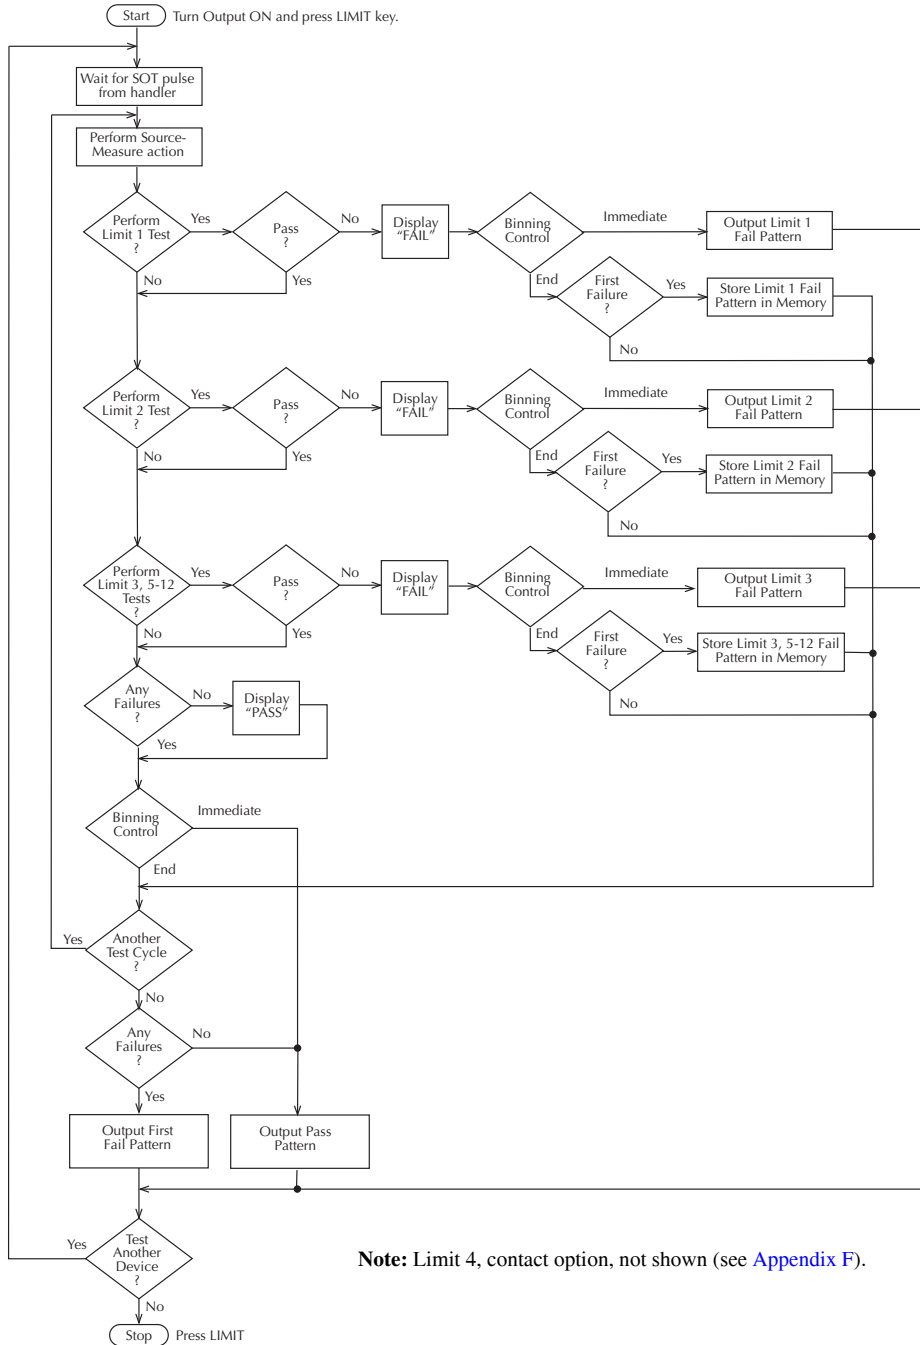 Start
Turn Output ON and press LIMIT key.
Wait for SOT pulse
from handler
Perform Source-
Measure action
Perform
Limit 1 Test
?
Yes
No
Pass
?
No
Yes
Display
“FAIL”
Binning
Control
Immediate
End
Output Limit 1
Fail Pattern
First
Failure
?
Yes
No
Store Limit 1 Fail
Pattern in Memory
Perform
Limit 2 Test
?
Yes
No
Pass
?
No
Yes
Display
“FAIL”
Binning
Control
Immediate
End
Output Limit 2
Fail Pattern
First
Failure
?
Yes
No
Store Limit 2 Fail
Pattern in Memory
Perform
Limit 3, 5-12
Tests
?
Yes
No
Pass
?
No
Yes
Display
“FAIL”
Binning
Control
Immediate
End
Output Limit 3
Fail Pattern
First
Failure
?
Yes
No
Store Limit 3, 5-12 Fail
Pattern in Memory
Any
Failures
?
No
Yes
Display
“PASS”
Binning
Control
Immediate
End
Another
Test Cycle
?
Yes
No
Any
Failures
?
No
Yes
Output First
Fail Pattern
Output Pass
Pattern
Test
Another
Device
?
Yes
No
Note: Limit 4, contact option, not shown (see Appendix F).
Stop
Press LIMIT